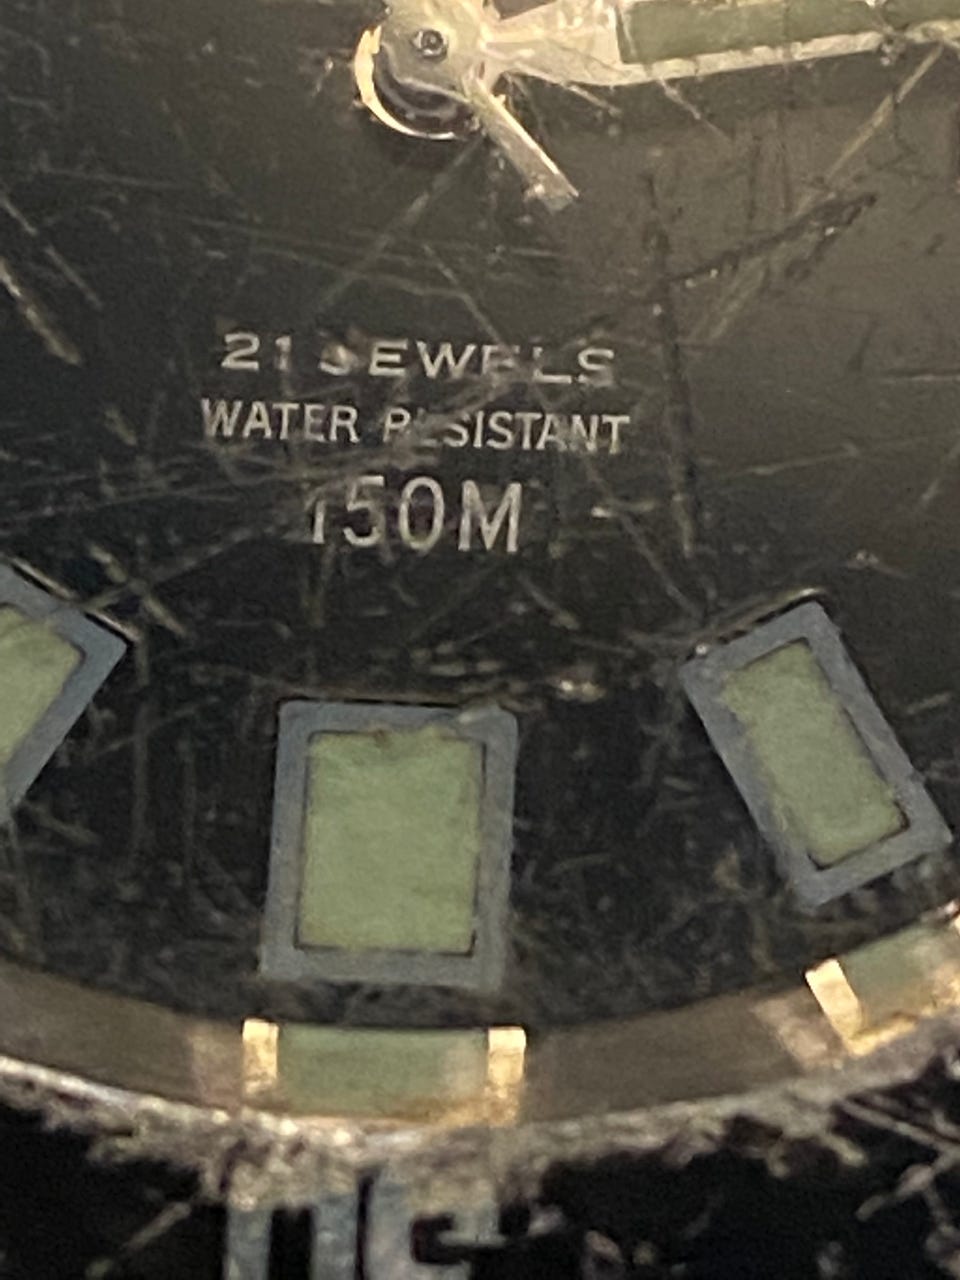 21 JEWELS
WATER RESISTANT
150M